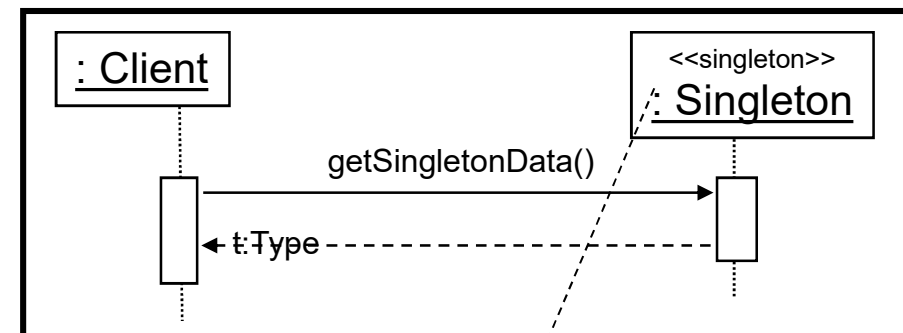 : Client
<<singleton>>
: Singleton
getSingletonData()
t:Type